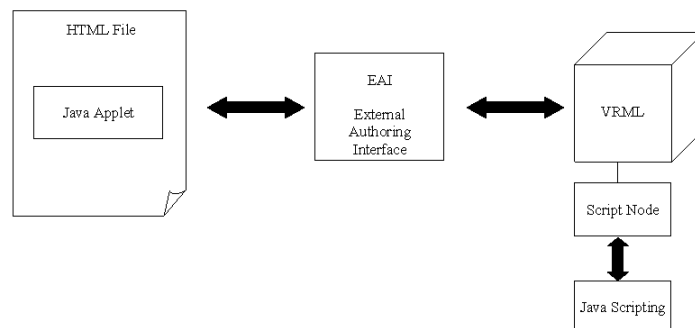 HTML File
Java Applet
EAI
External
Authoring
Interface
VRML
Script Node
Java Scripting